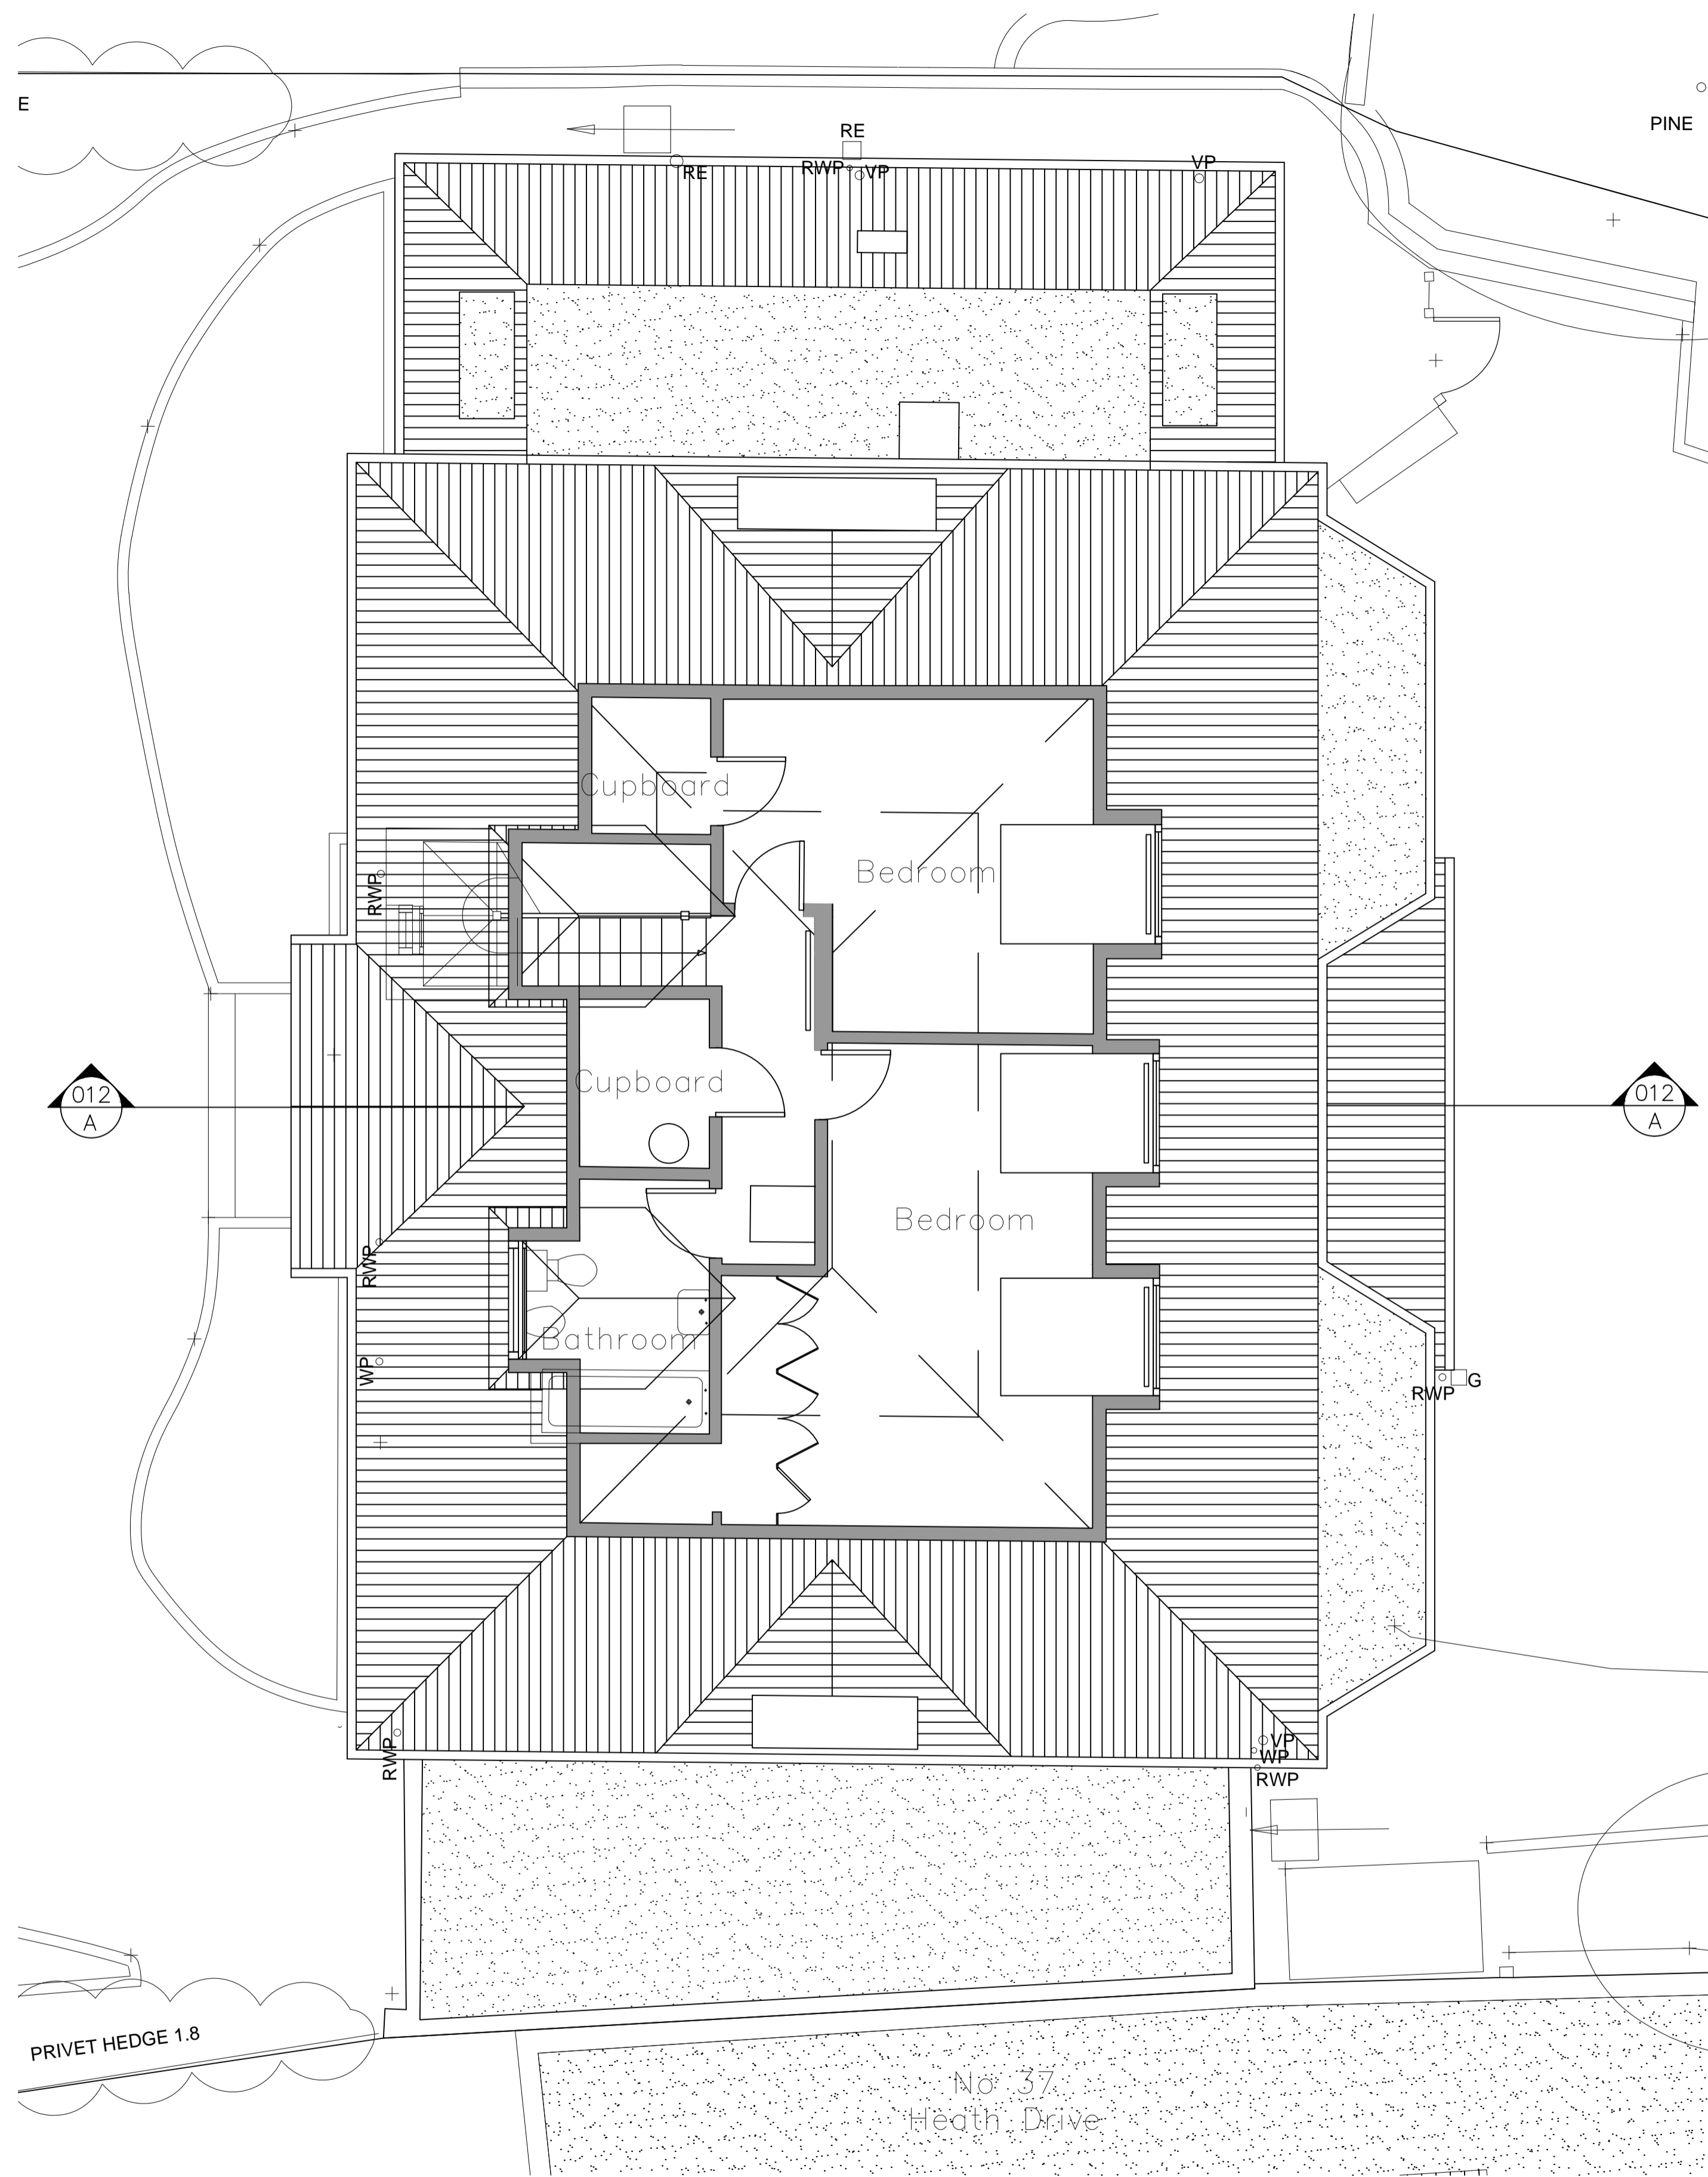 E
PINE
RE
RE
RWP
VP
VP
Cupboard
Bedroom
RWP
Cupboard
012
A
012
A
Bedroom
RWP
Bathroom
WP
RWP
G
RWP
VP
WP
RWP
PRIVET HEDGE 1.8
No 37
Heath Drive